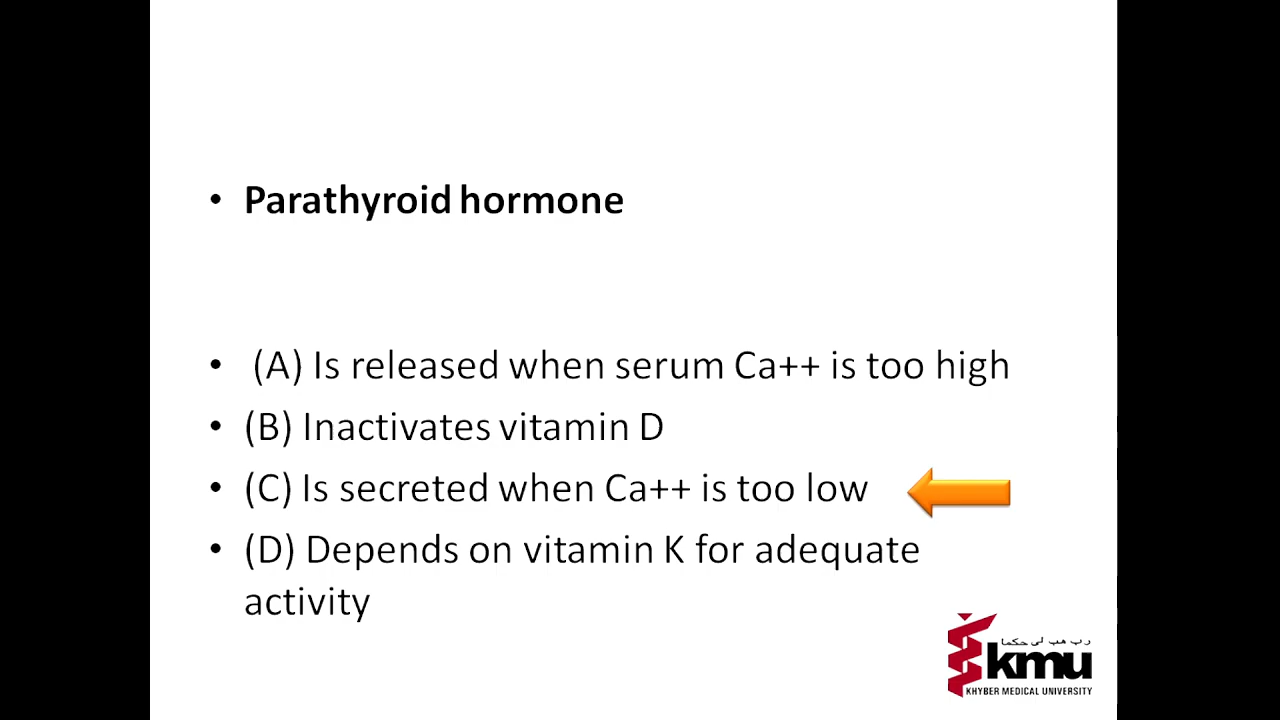 • Parathyroid hormone
• (A) Is released when serum Ca++ is too high
• (B) Inactivates vitamin D
• (C) Is secreted when Ca++ is too low
• (D) Depends on vitamin K for adequate
activity
kmu
KHYBER MEDICAL UNIVERSITY